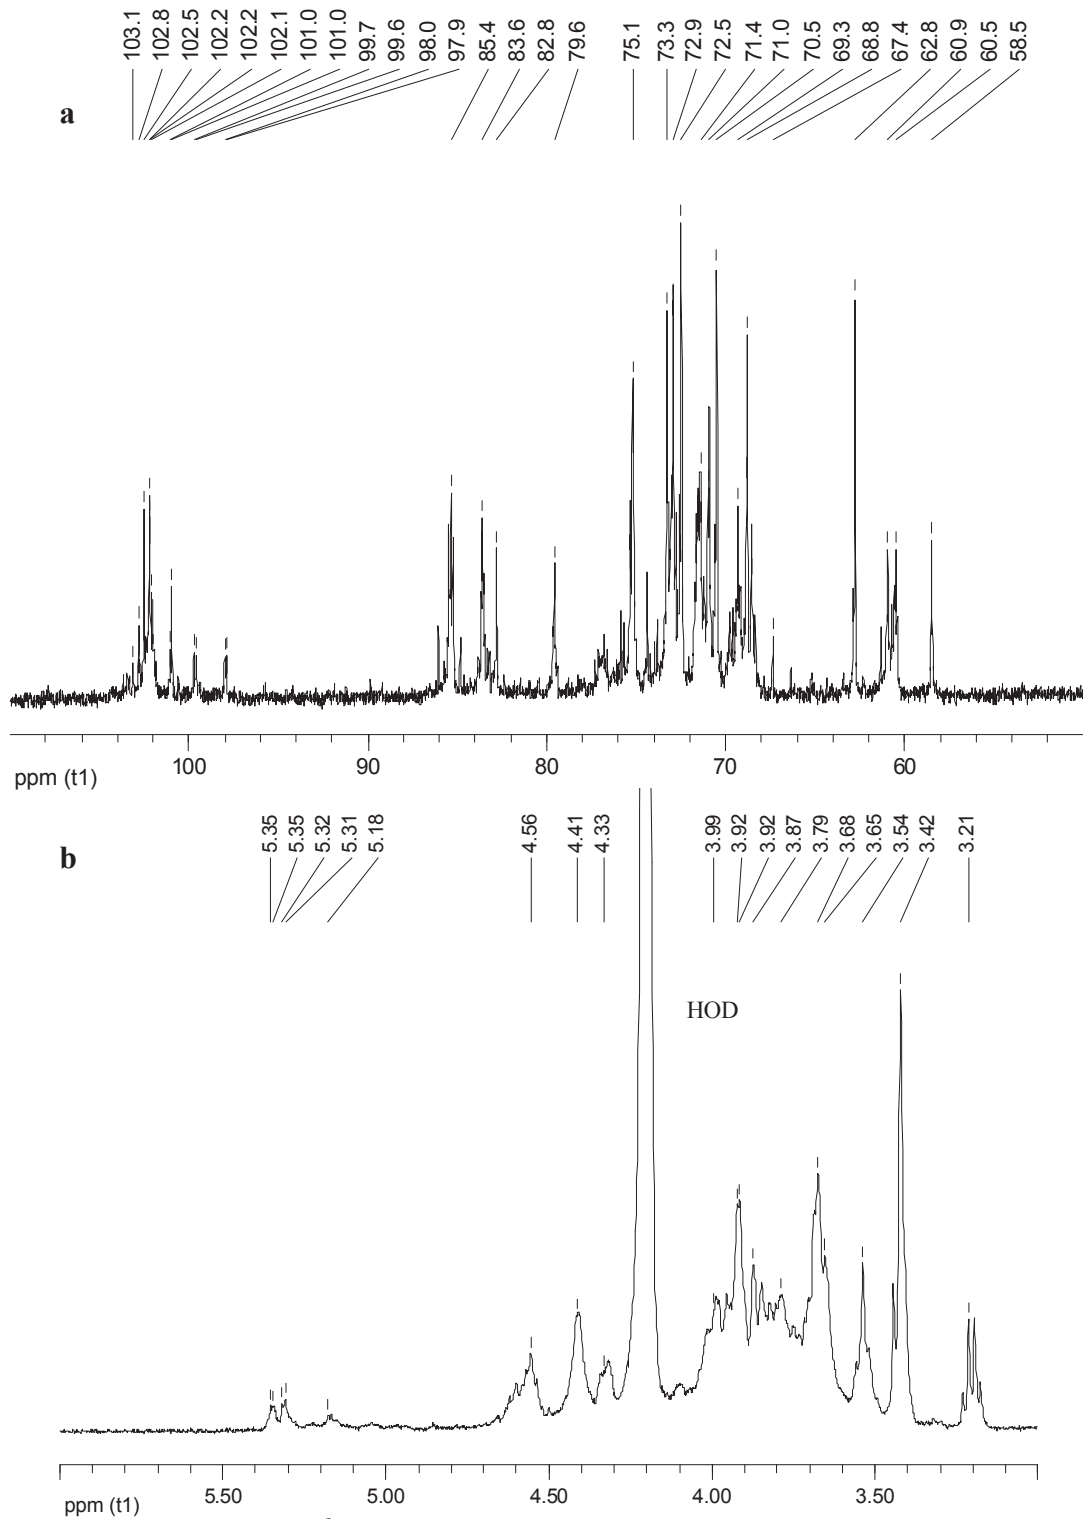 103.1 102.8 102.5 102.2 102.2 102.1 101.0 101.0 99.7 99.6 98.0 97.9 85.4 83.6 82.8 79.6 75.1 73.3 72.9 72.5 71.4 71.0 70.5 69.3 68.8 67.4 62.8 60.9 60.5 58.5
a
100 90 80 70 60
ppm (t1)
5.35 5.35 5.32 5.31 5.18 4.56 4.41 4.33 3.99 3.92 3.92 3.87 3.79 3.68 3.65 3.54 3.42 3.21
b
HOD
5.50 5.00 4.50 4.00 3.50
ppm (t1)